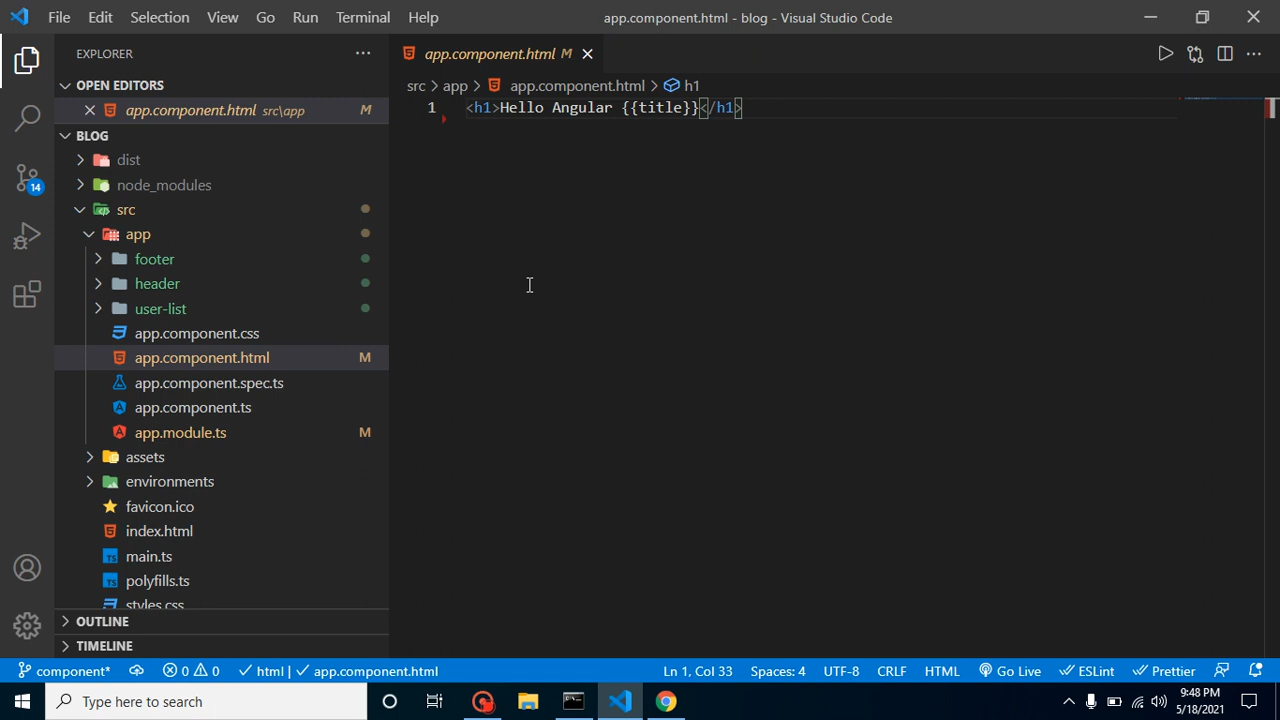 File Edit Selection View Go Run Terminal Help app.component.html - blog - Visual Studio Code
EXPLORER
app.component.html M
OPEN EDITORS
app.component.html src\app M
src > app > app.component.html > h1
1 <h1>Hello Angular {{title}}</h1>
BLOG
dist
node_modules
14
src
app
footer
header
user-list
app.component.css
app.component.html M
app.component.spec.ts
app.component.ts
app.module.ts M
assets
environments
favicon.ico
index.html
TS main.ts
TS polyfills.ts
styles.css
OUTLINE
TIMELINE
component* 0 0 html | app.component.html Ln 1, Col 33 Spaces: 4 UTF-8 CRLF HTML Go Live ESLint Prettier
Type here to search
9:48 PM
5/18/2021